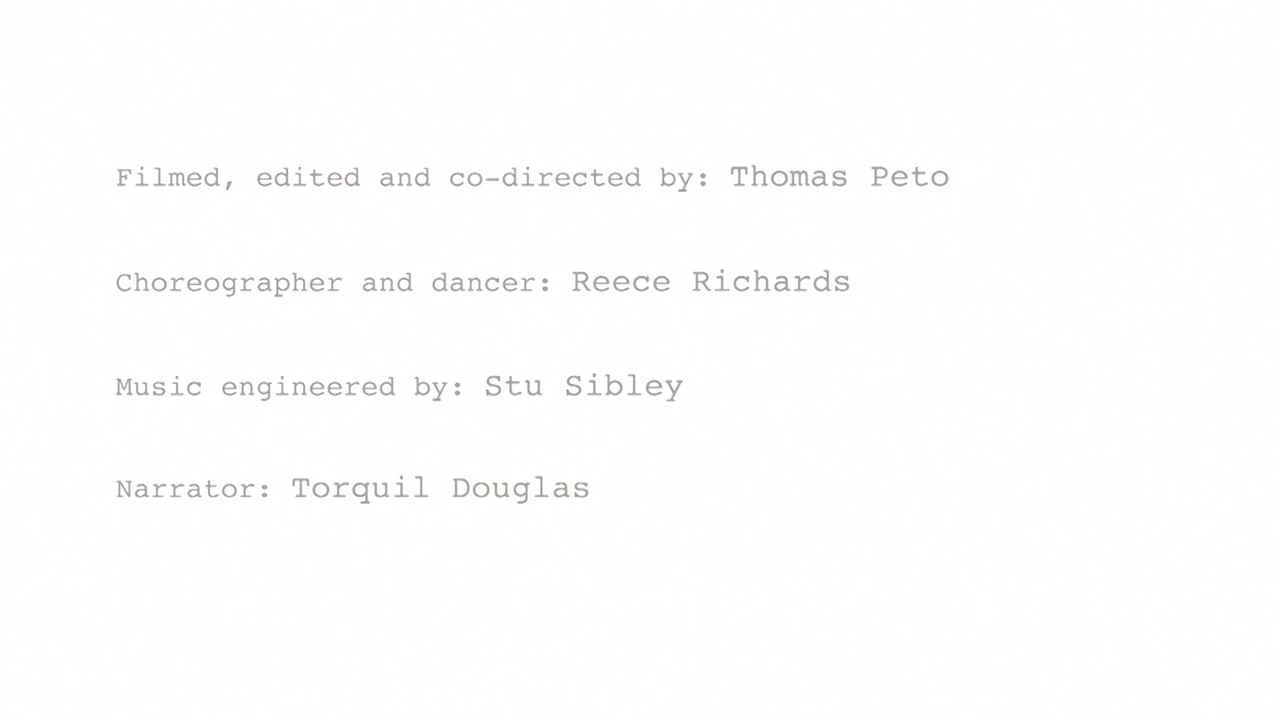 Filmed, edited and co-directed by: Thomas Peto
Choreographer and dancer: Reece Richards
Music engineered by: Stu Sibley
Narrator: Torquil Douglas